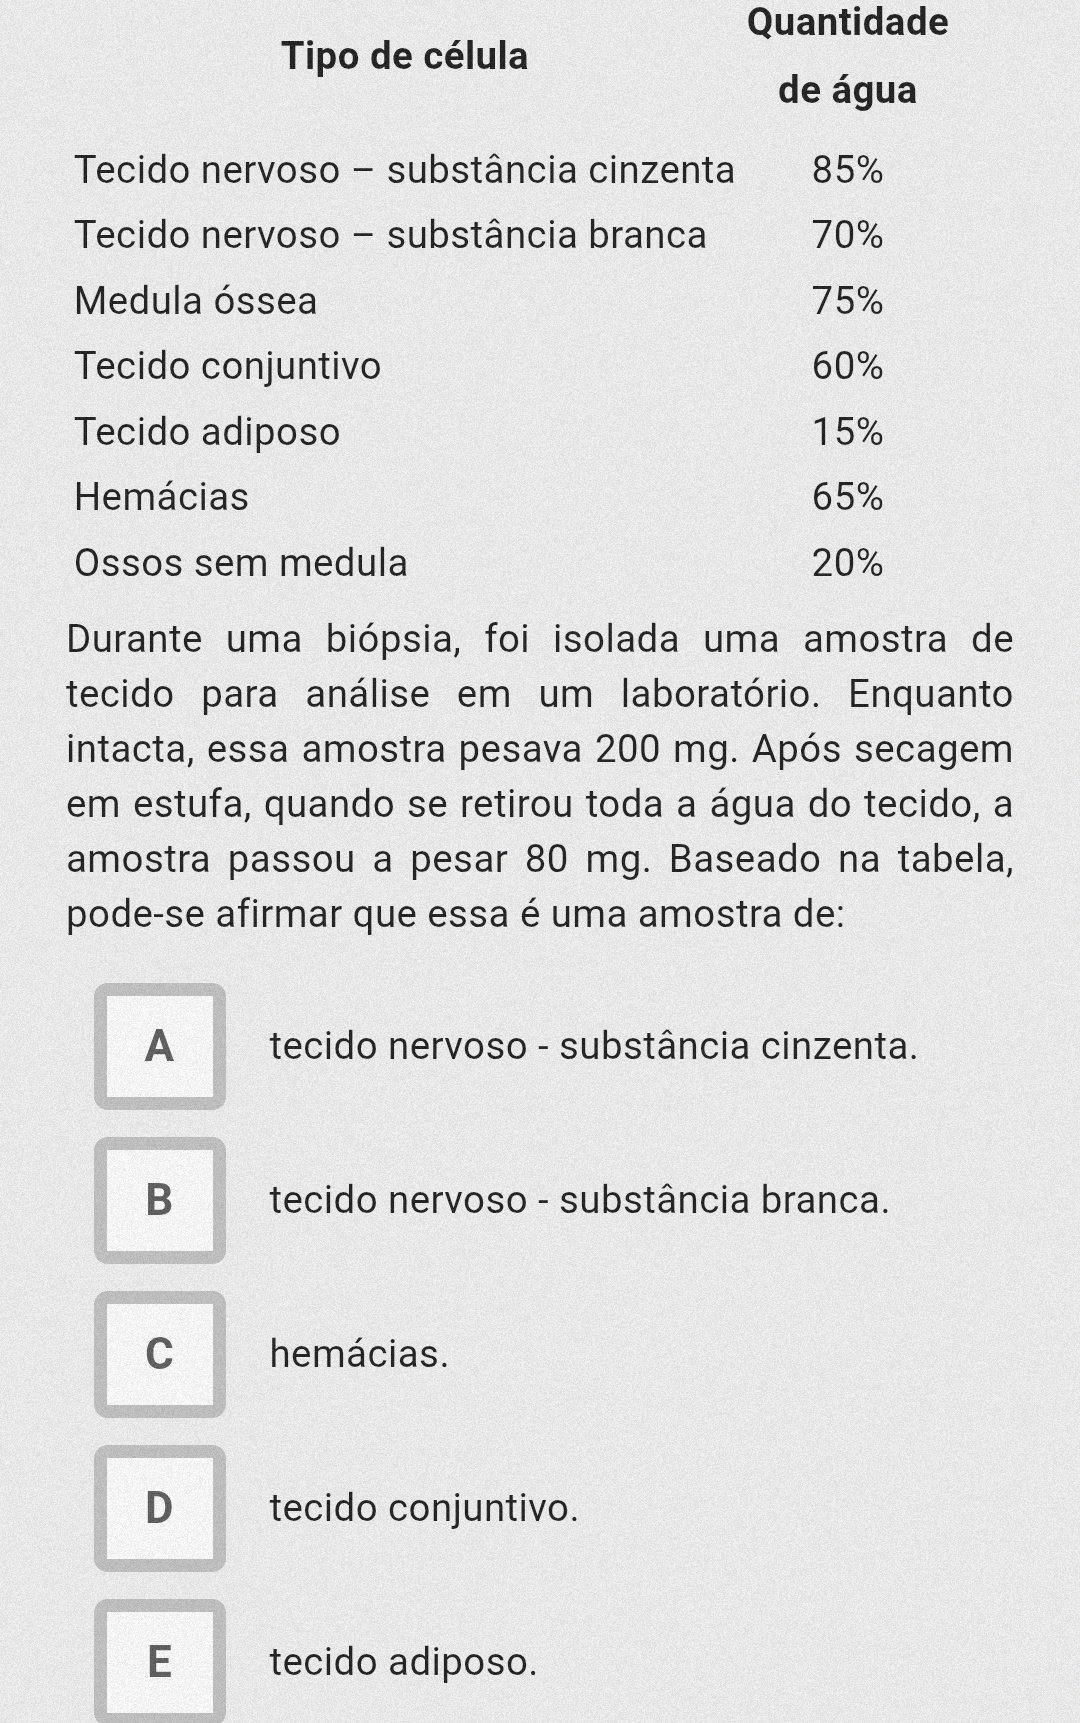 Quantidade
Tipo de célula
de água
Tecido nervoso – substância cinzenta 85%
Tecido nervoso – substância branca 70%
Medula óssea 75%
Tecido conjuntivo 60%
Tecido adiposo 15%
Hemácias 65%
Ossos sem medula 20%
Durante uma biópsia, foi isolada uma amostra de
tecido para análise em um laboratório. Enquanto
intacta, essa amostra pesava 200 mg. Após secagem
em estufa, quando se retirou toda a água do tecido, a
amostra passou a pesar 80 mg. Baseado na tabela,
pode-se afirmar que essa é uma amostra de:
A tecido nervoso - substância cinzenta.
B tecido nervoso - substância branca.
C hemácias.
D tecido conjuntivo.
E tecido adiposo.